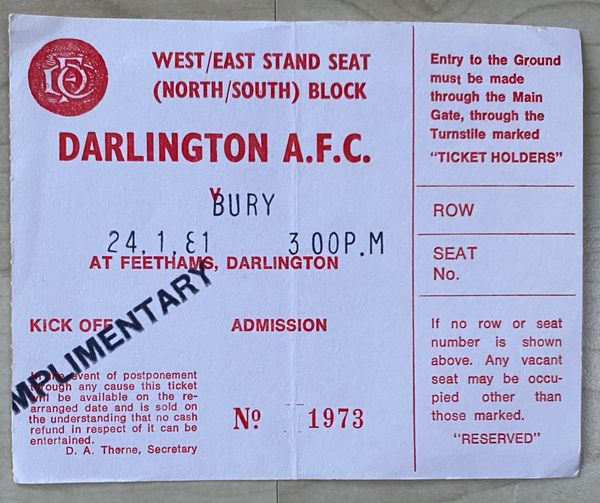 WEST/EAST STAND SEAT
(NORTH/SOUTH) BLOCK
DARLINGTON A.F.C.
v
BURY
24.1.81 3 00P.M
AT FEETHAMS, DARLINGTON
KICK OFF
ADMISSION
MPLIMENTARY
In the event of postponement
through any cause this ticket
will be available on the re-
arranged date and is sold on
the understanding that no cash
refund in respect of it can be
entertained.
D. A. Thorne, Secretary
No 1973
Entry to the Ground
must be made
through the Main
Gate, through the
Turnstile marked
"TICKET HOLDERS"
ROW
SEAT
No.
If no row or seat
number is shown
above. Any vacant
seat may be occu-
pied other than
those marked.
"RESERVED"